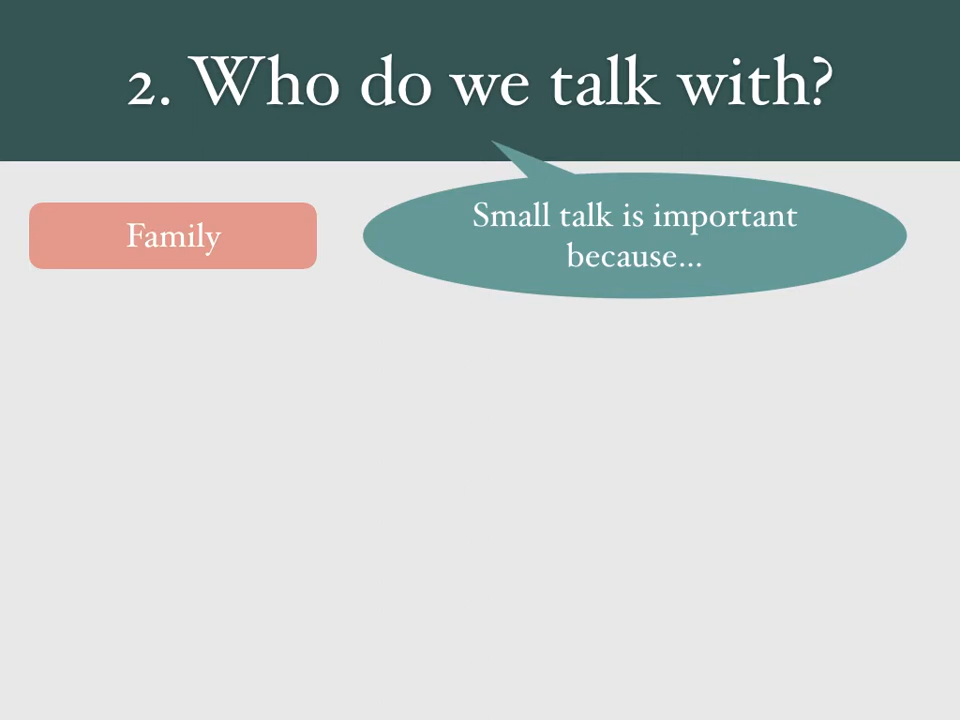 2. Who do we talk with?
Family
Small talk is important
because...